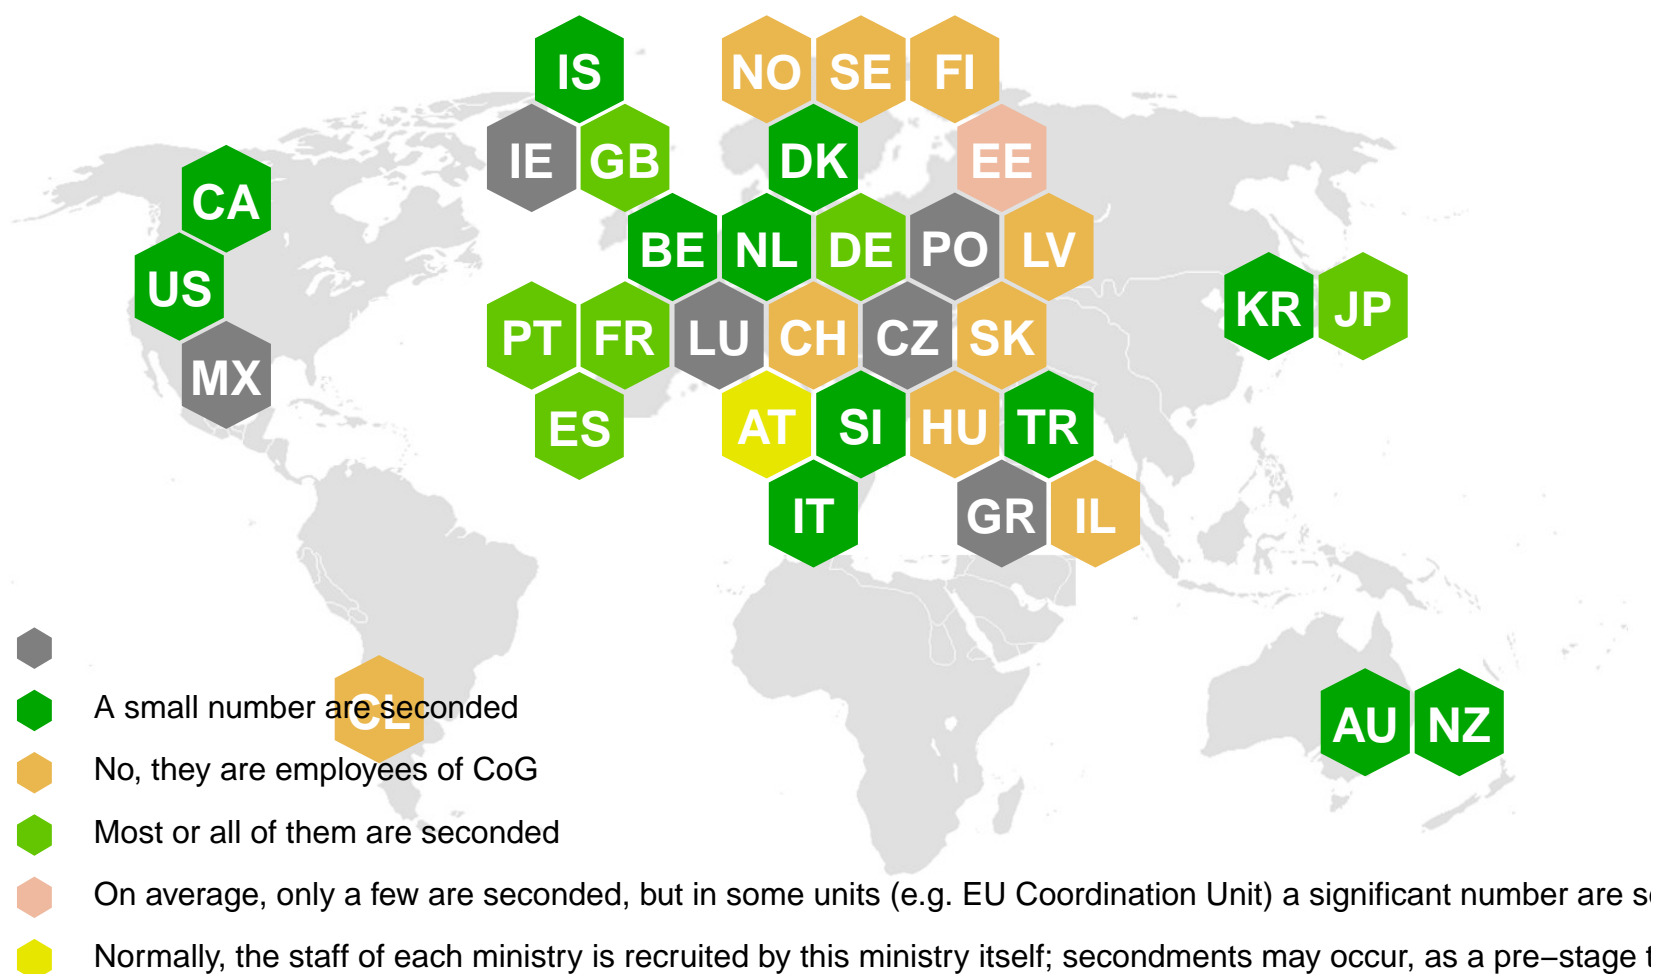 IS
NO SE FI
IE GB DK EE
CA
BE NL DE PO LV
US
KR JP
PT FR LU CH CZ SK
MX
ES AT SI HU TR
IT GR IL
CL
AU NZ
A small number are seconded
No, they are employees of CoG
Most or all of them are seconded
On average, only a few are seconded, but in some units (e.g. EU Coordination Unit) a significant number are
Normally, the staff of each ministry is recruited by this ministry itself; secondments may occur, as a pre−stage